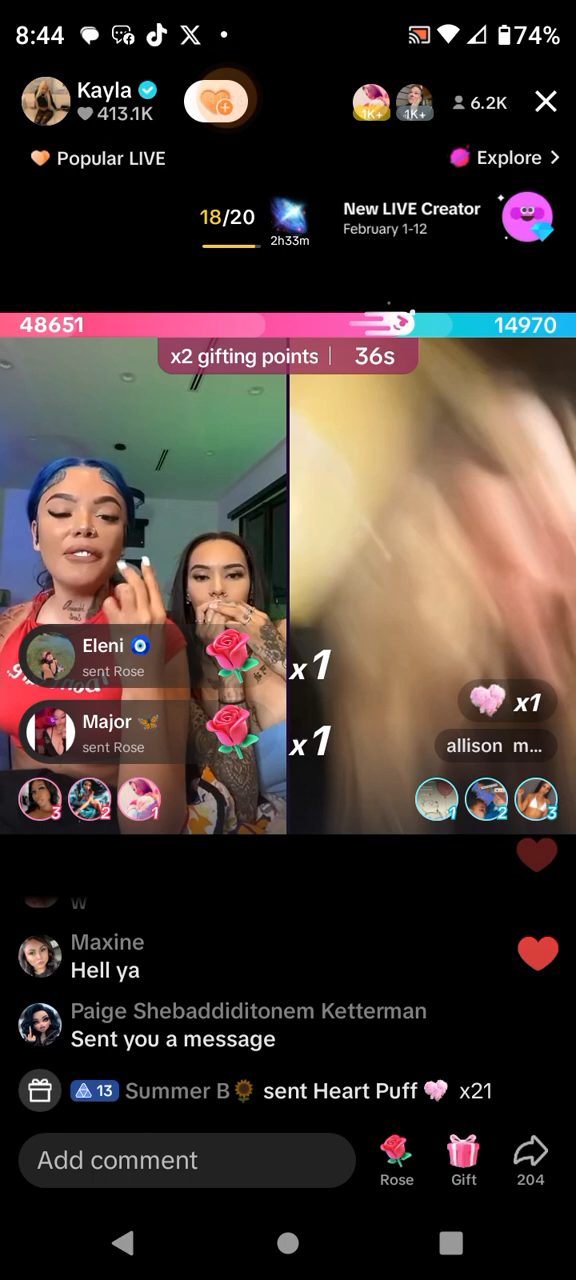 8:44
74%
Kayla
413.1K
1K+
1K+
6.2K
Popular LIVE
Explore >
18/20
2h33m
New LIVE Creator
February 1-12
48651
14970
x2 gifting points | 36s
Eleni
sent Rose
x1
Major
sent Rose
x1
x1
allison m...
3
2
1
1
2
3
Maxine
Hell ya
Paige Shebaddiditonem Ketterman
Sent you a message
13 Summer B sent Heart Puff x21
Add comment
Rose
Gift
204